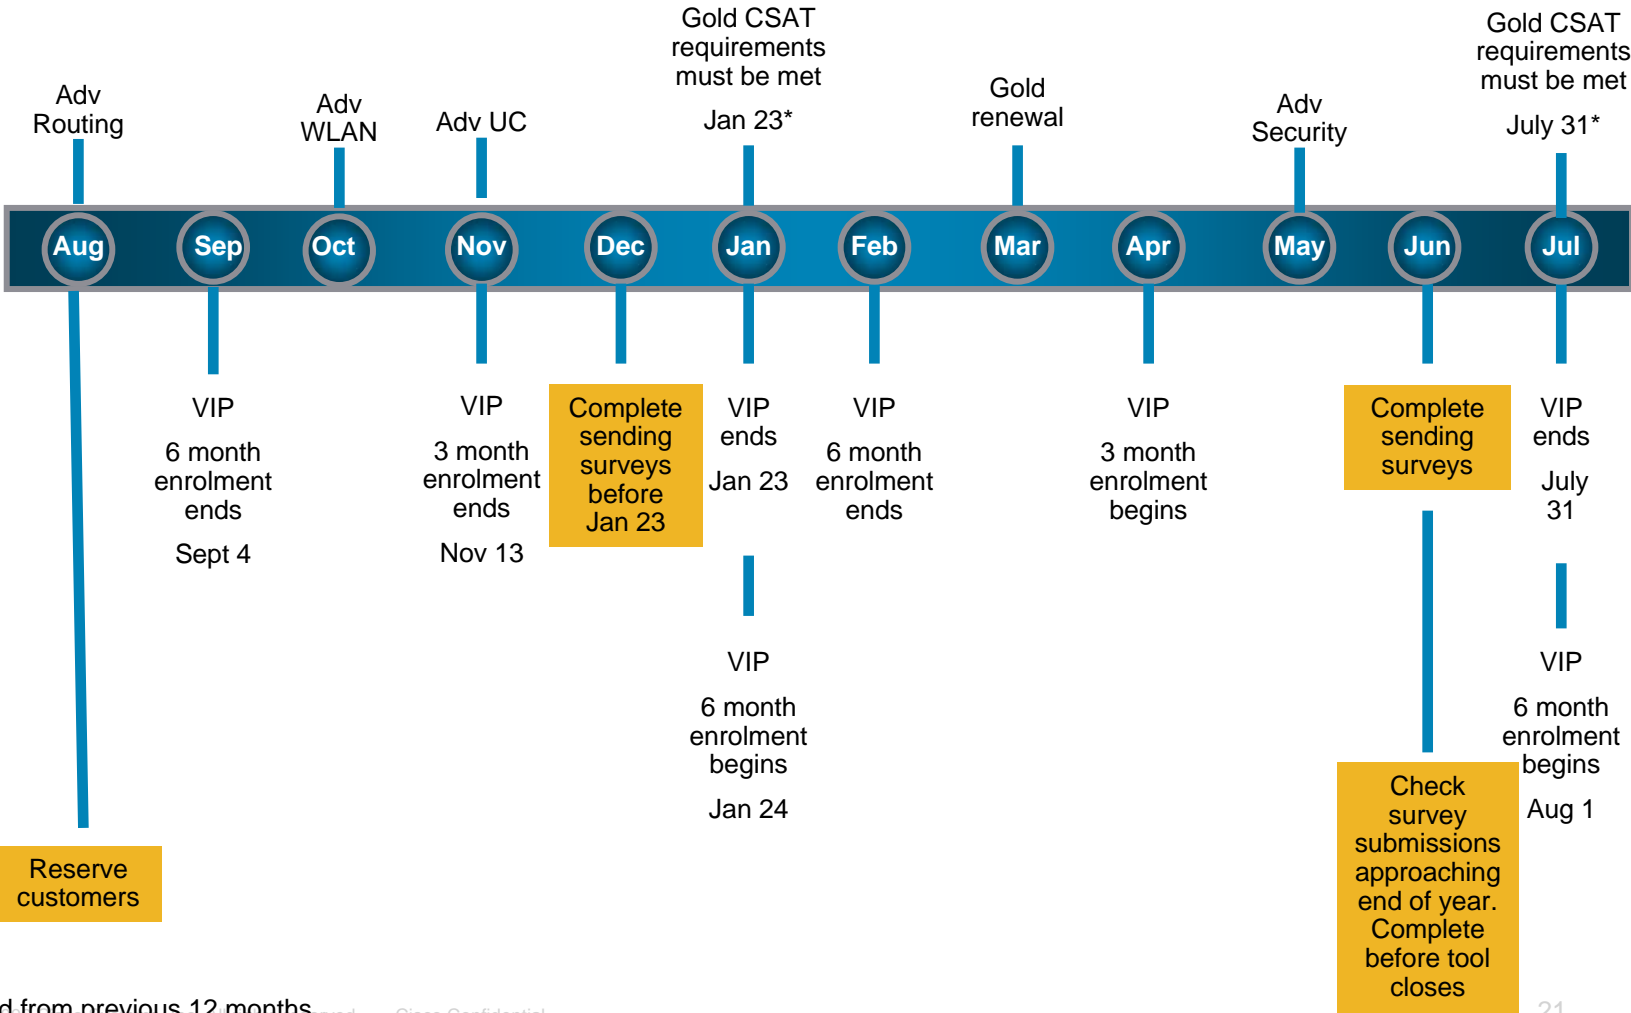 Gold CSAT
requirements
must be met
Jan 23*
Gold CSAT
requirements
must be met
July 31*
Adv
Routing
Adv
WLAN
Adv UC
Gold
renewal
Adv
Security
Aug
Sep
Oct
Nov
Dec
Jan
Feb
Mar
Apr
May
Jun
Jul
VIP
6 month
enrolment
ends
Sept 4
VIP
3 month
enrolment
ends
Nov 13
Complete
sending
surveys
before
Jan 23
VIP
ends
Jan 23
VIP
6 month
enrolment
ends
VIP
3 month
enrolment
begins
Complete
sending
surveys
VIP
ends
July
31
VIP
6 month
enrolment
begins
Jan 24
VIP
6 month
enrolment
begins
Aug 1
Reserve
customers
Check
survey
submissions
approaching
end of year.
Complete
before tool
closes
from previous 12 months
Cisco Confidential
21